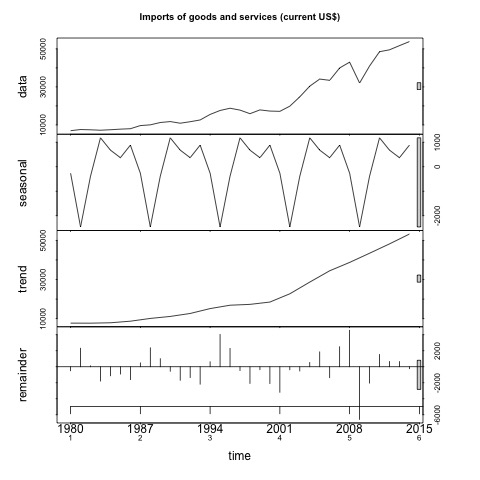 Imports of goods and services (current US$)
data
10000 30000 50000
seasonal
-2000 0 1000
trend
10000 30000 50000
remainder
-6000 -2000 2000
1980 1987 1994 2001 2008 2015
1 2 3 4 5 6
time